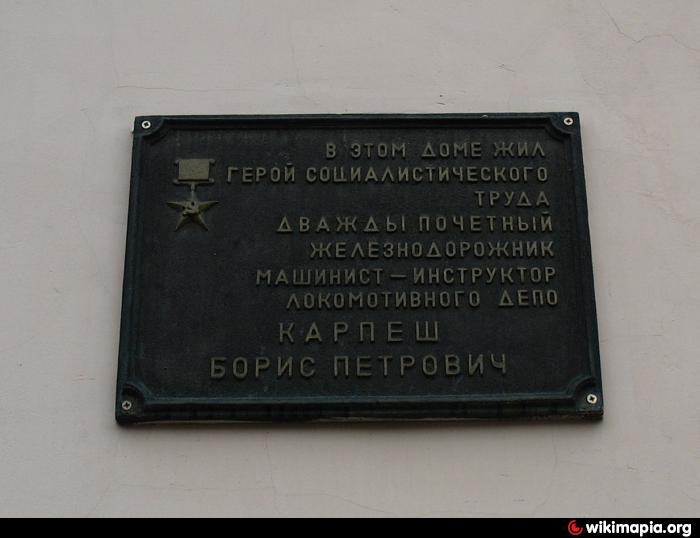 В ЭТОМ ДОМЕ ЖИЛ
ГЕРОЙ СОЦИАЛИСТИЧЕСКОГО
ТРУДА
ДВАЖДЫ ПОЧЕТНЫЙ
ЖЕЛЕЗНОДОРОЖНИК
МАШИНИСТ – ИНСТРУКТОР
ЛОКОМОТИВНОГО ДЕПО
КАРПЕШ
БОРИС ПЕТРОВИЧ
wikimapia.org